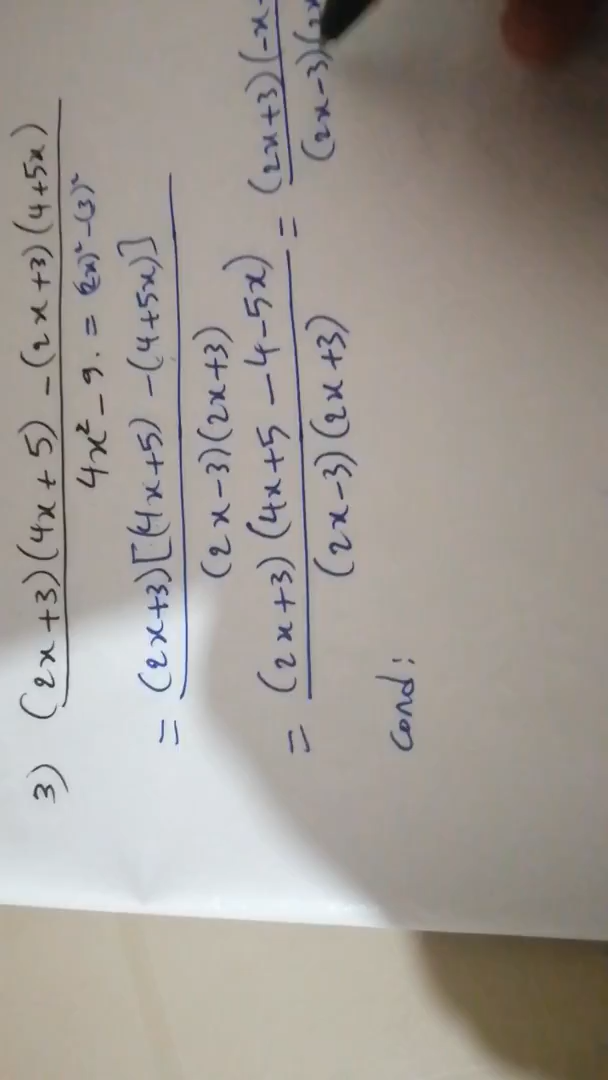 3) (2x+3)(4x+5) - (2x+3)(4+5x)
4x² - 9. = (2x)² - (3)²
= (2x+3)[(4x+5) - (4+5x)]
(2x-3)(2x+3)
= (2x+3)(4x+5-4-5x) = (2x+3)(-x-
(2x-3)(2x+3) (2x-3)(2x
Cond: